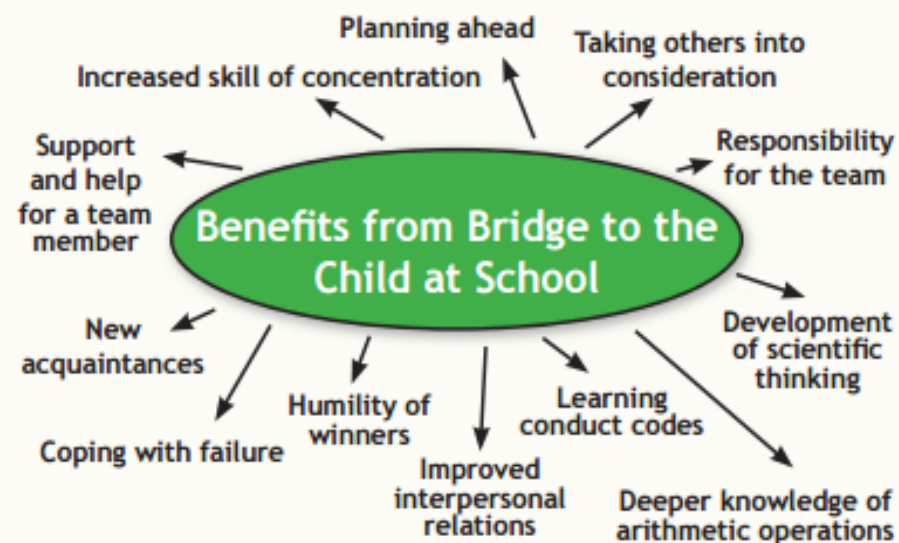 Planning ahead
Taking others into
consideration
Increased skill of concentration
Responsibility
for the team
Support
and help
for a team
member
Benefits from Bridge to the
Child at School
Development
of scientific
thinking
New
acquaintances
Learning
conduct codes
Humility of
winners
Coping with failure
Improved
interpersonal
relations
Deeper knowledge of
arithmetic operations